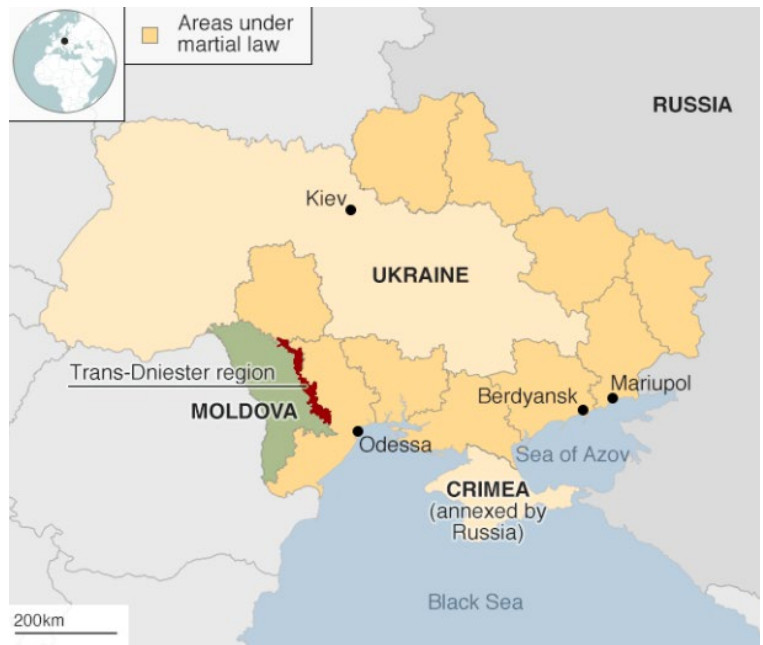 Areas under
martial law
RUSSIA
Kiev
UKRAINE
Trans-Dniester region
MOLDOVA
Berdyansk
Mariupol
Odessa
Sea of Azov
CRIMEA
(annexed by
Russia)
Black Sea
200km